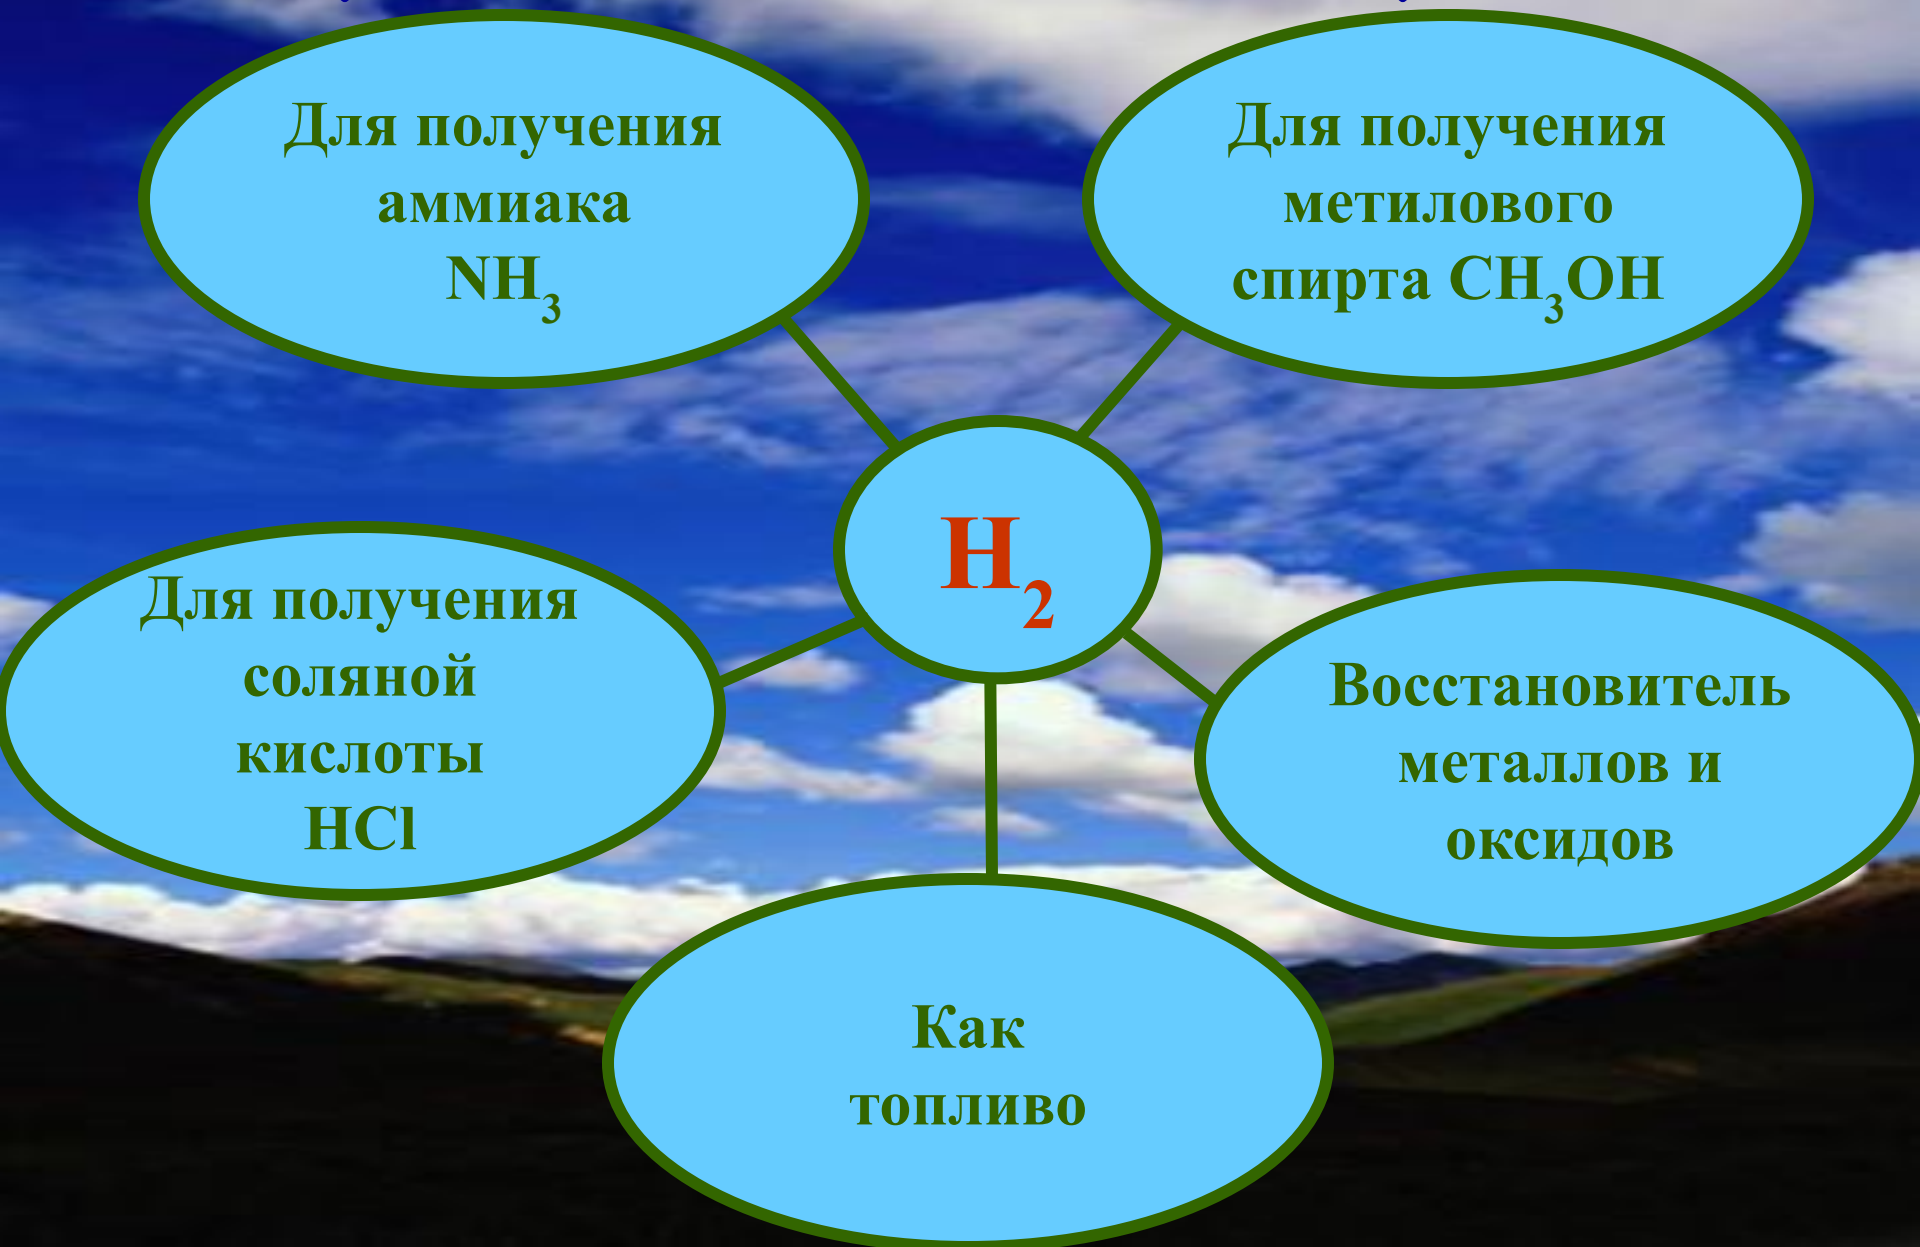 Для получения
аммиака
NH₃
Для получения
метилового
спирта CH₃OH
H₂
Для получения
соляной
кислоты
HCl
Восстановитель
металлов и
оксидов
Как
топливо